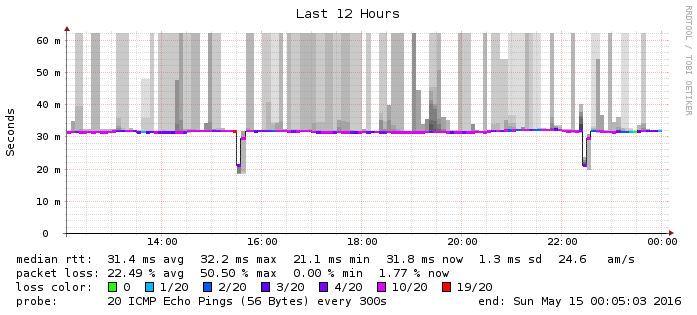 Last 12 Hours
RRDTOOL / TOBI OETIKER
Seconds
60 m
50 m
40 m
30 m
20 m
10 m
0
14:00 16:00 18:00 20:00 22:00 00:00
median rtt: 31.4 ms avg 32.2 ms max 21.1 ms min 31.8 ms now 1.3 ms sd 24.6 am/s
packet loss: 22.49 % avg 50.50 % max 0.00 % min 1.77 % now
loss color: 0 1/20 2/20 3/20 4/20 10/20 19/20
probe: 20 ICMP Echo Pings (56 Bytes) every 300s end: Sun May 15 00:05:03 2016